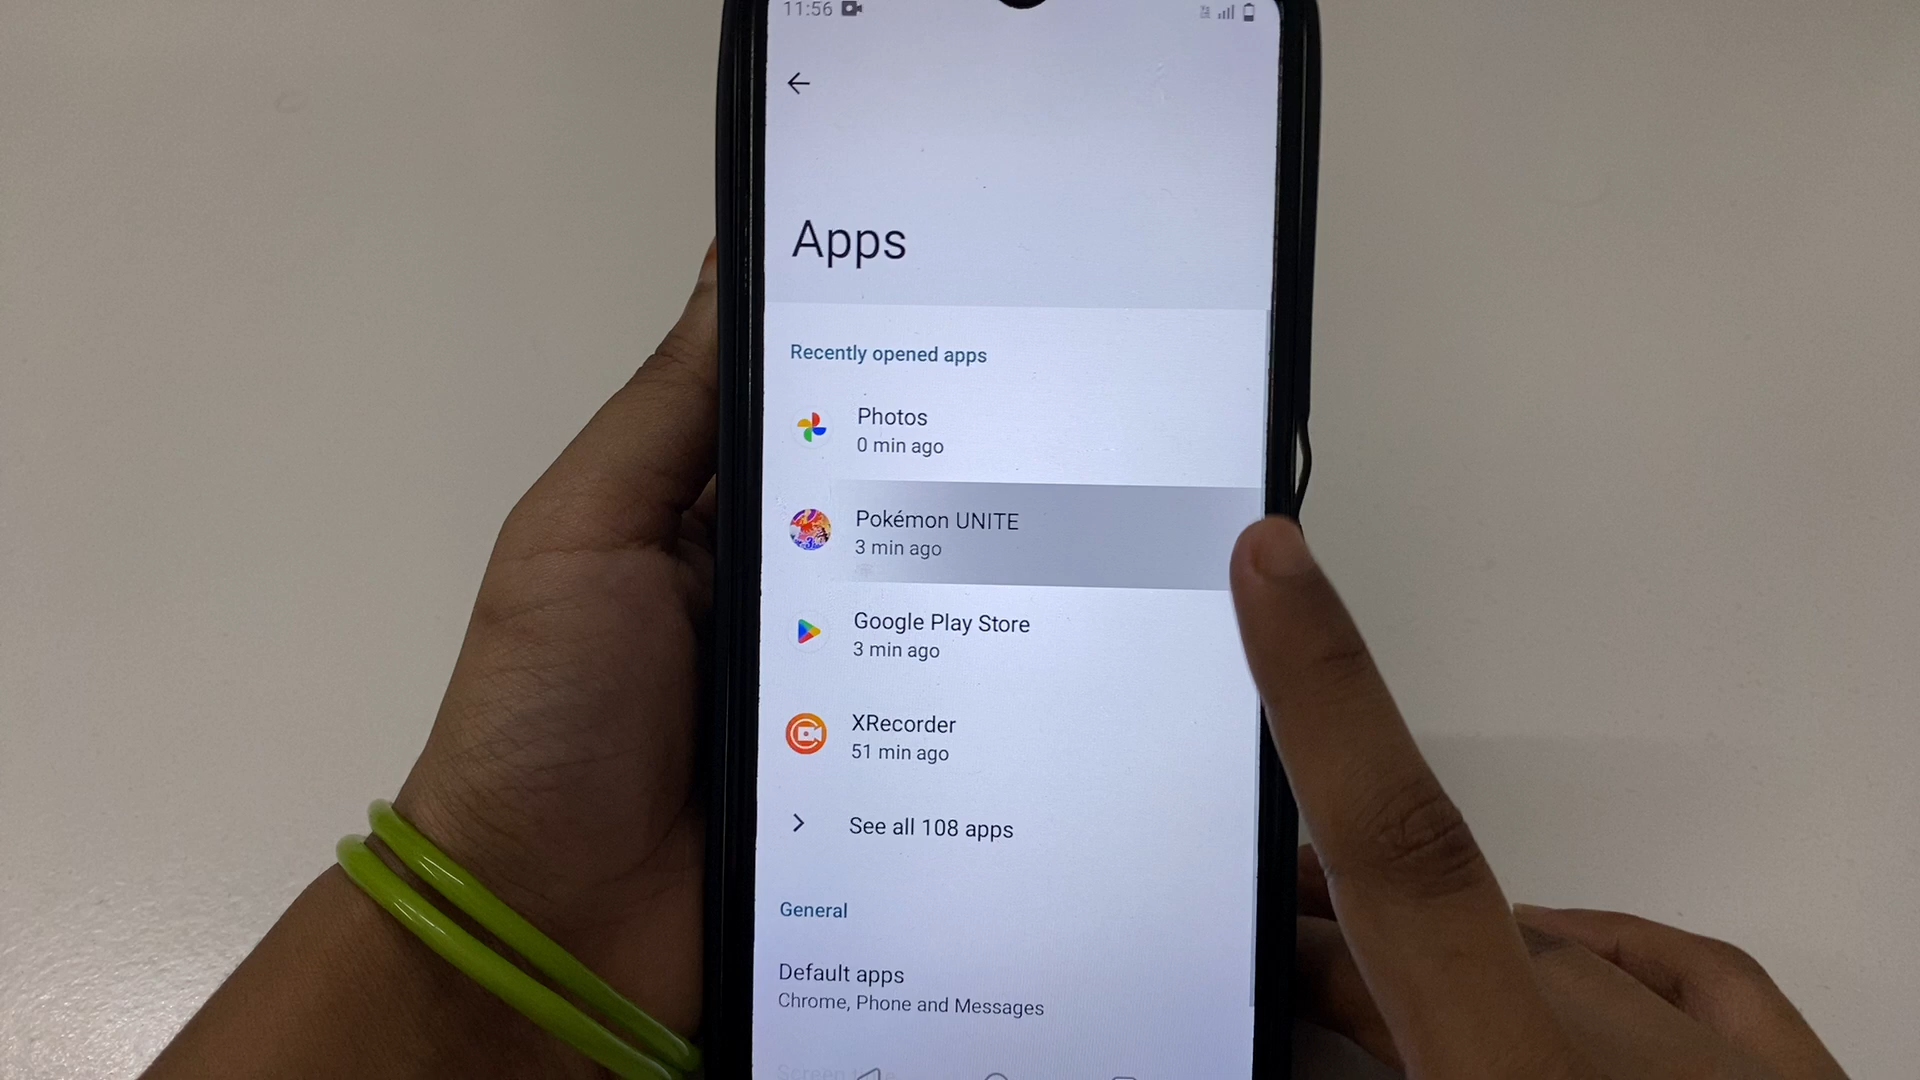 11:56
Apps
Recently opened apps
Photos
0 min ago
Pokémon UNITE
3 min ago
Google Play Store
3 min ago
XRecorder
51 min ago
See all 108 apps
General
Default apps
Chrome, Phone and Messages
Screen